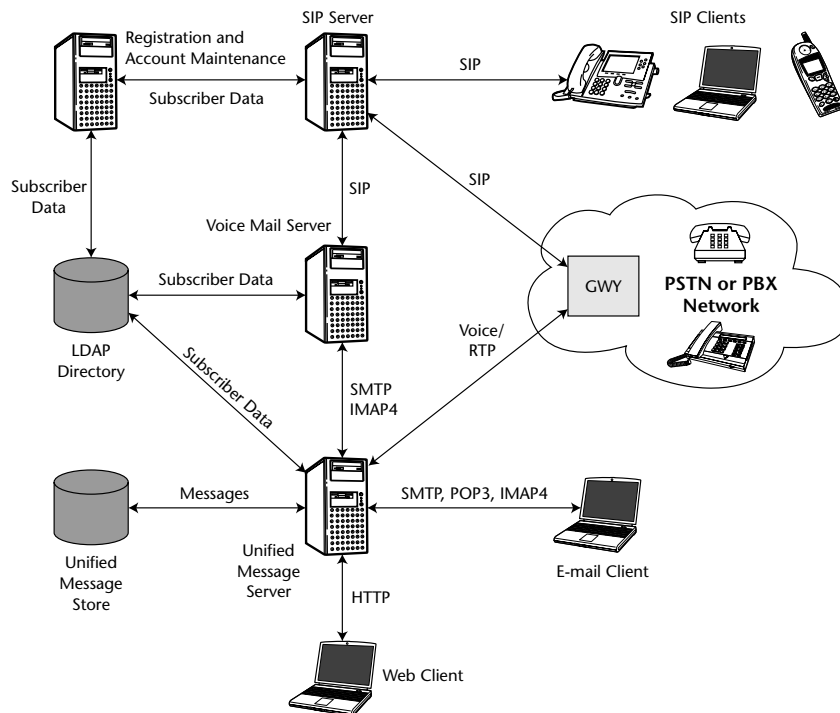 SIP Server
SIP Clients
Registration and
Account Maintenance
SIP
Subscriber Data
Subscriber
Data
SIP
SIP
Voice Mail Server
Subscriber Data
GWY
PSTN or PBX
Network
LDAP
Directory
Subscriber Data
Voice/
RTP
SMTP
IMAP4
Messages
SMTP, POP3, IMAP4
Unified
Message
Store
Unified
Message
Server
E-mail Client
HTTP
Web Client